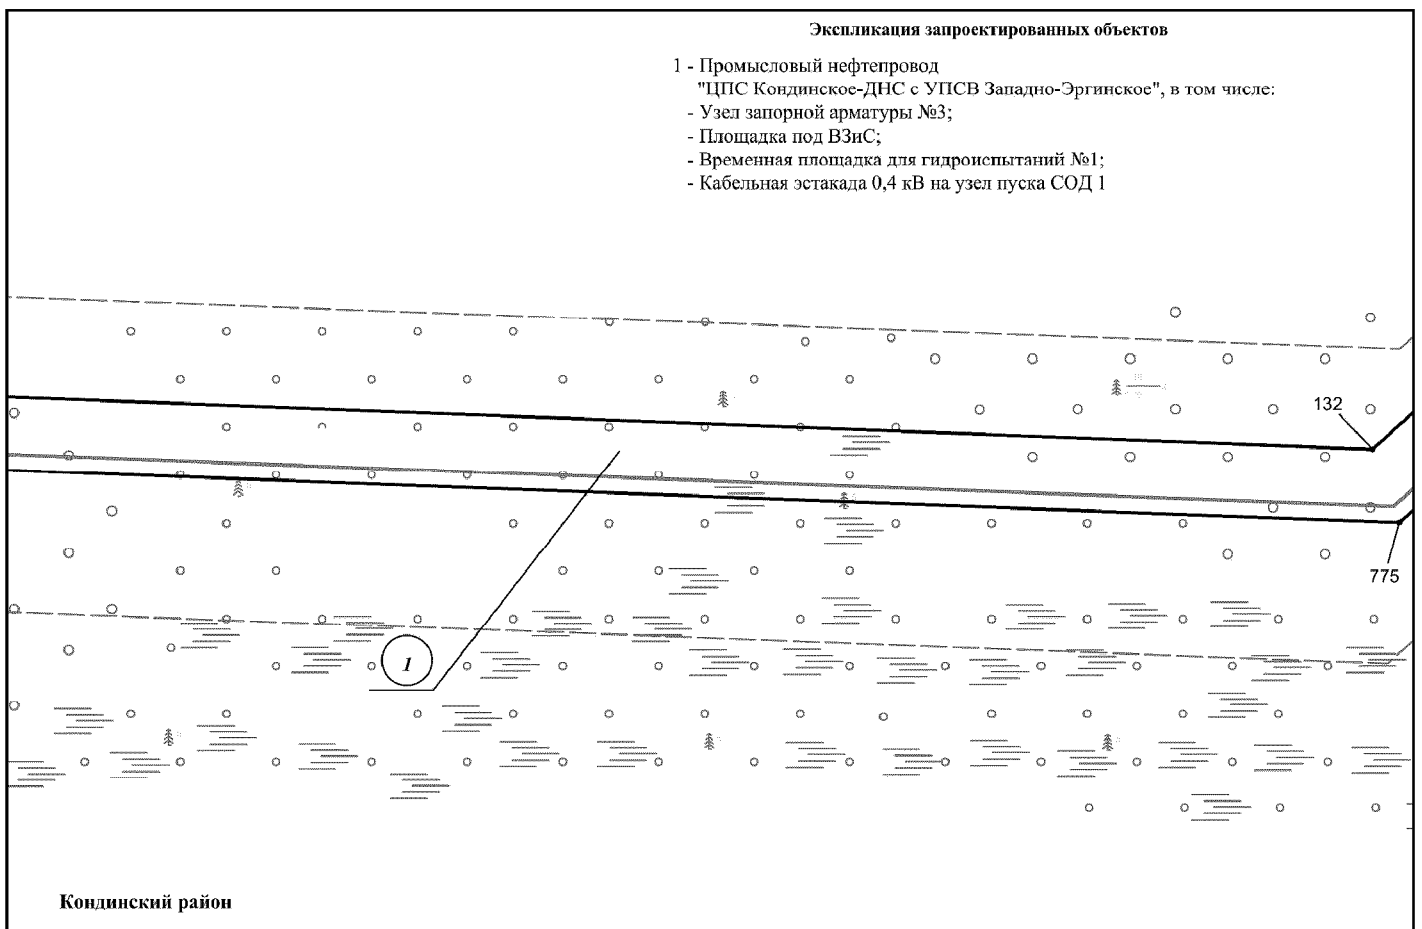 Экспликация запроектированных объектов
1 - Промысловый нефтепровод
"ЦПС Кондинское-ДНС с УПСВ Западно-Эргинское", в том числе:
- Узел запорной арматуры №3;
- Площадка под ВЗиС;
- Временная площадка для гидроиспытаний №1;
- Кабельная эстакада 0,4 кВ на узел пуска СОД 1
132
775
1
Кондинский район